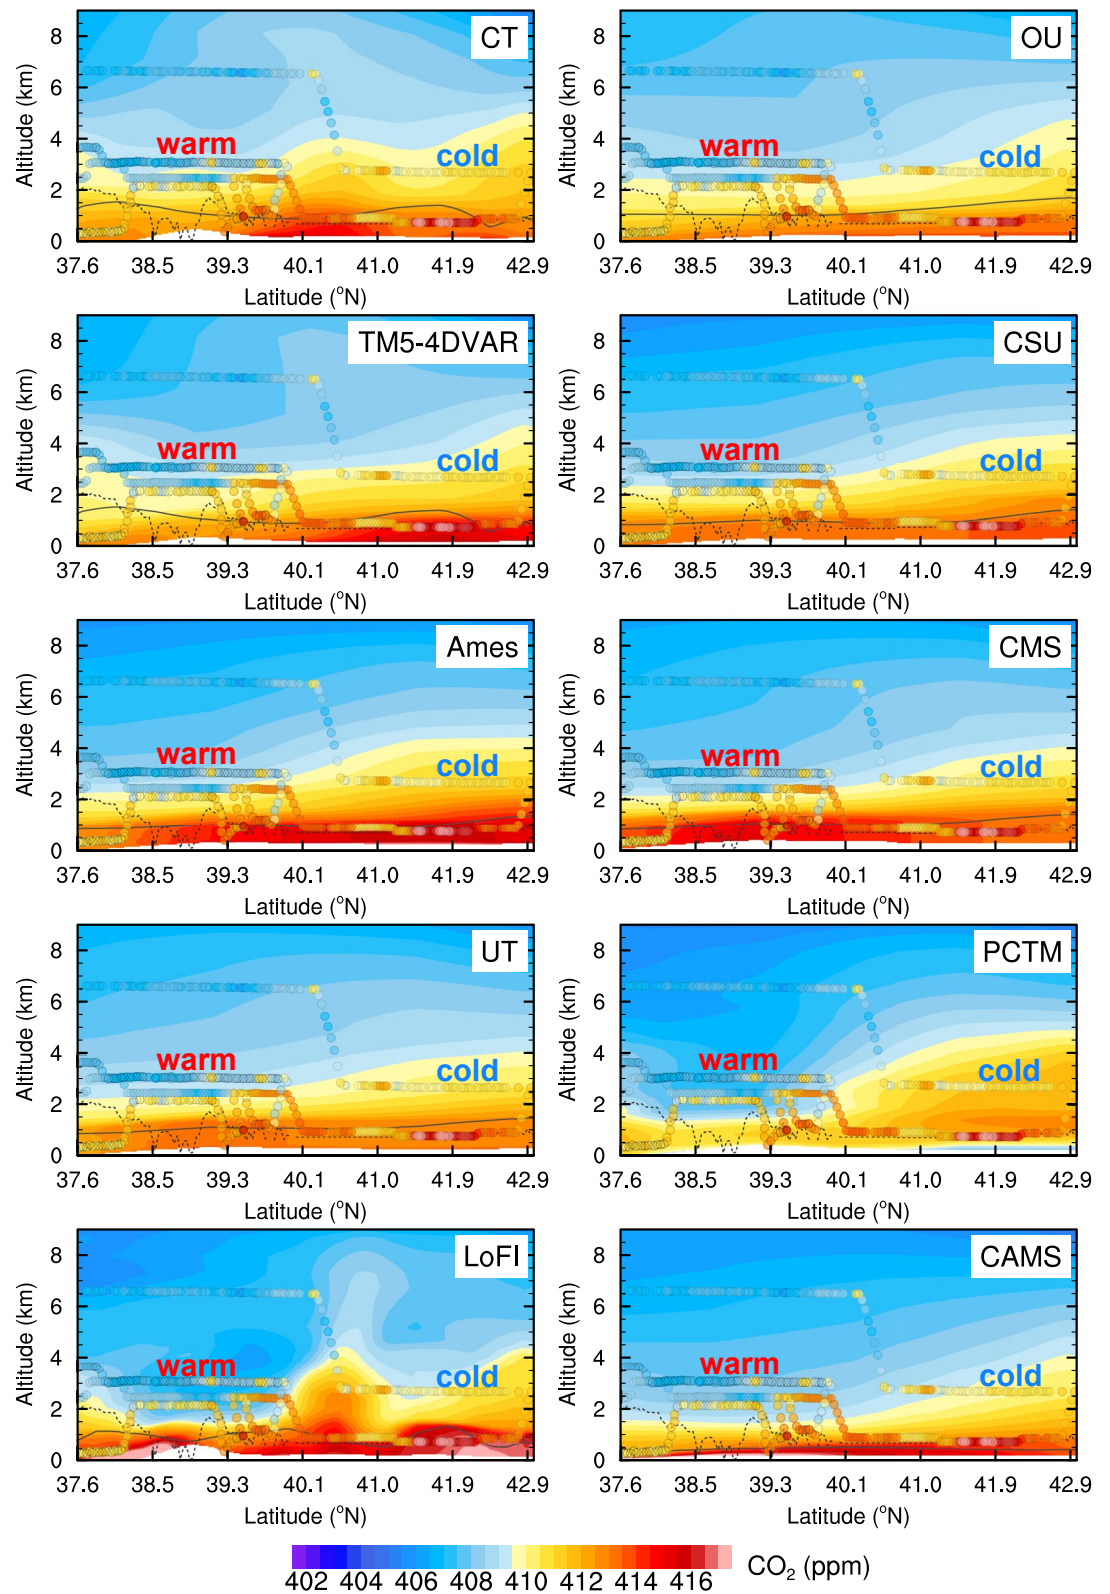 CT
OU
warm
cold
warm
cold
Altitude (km)
8
6
4
2
0
Altitude (km)
8
6
4
2
0
37.6 38.5 39.3 40.1 41.0 41.9 42.9
37.6 38.5 39.3 40.1 41.0 41.9 42.9
Latitude (°N)
Latitude (°N)
TM5-4DVAR
CSU
warm
cold
warm
cold
Altitude (km)
8
6
4
2
0
Altitude (km)
8
6
4
2
0
37.6 38.5 39.3 40.1 41.0 41.9 42.9
37.6 38.5 39.3 40.1 41.0 41.9 42.9
Latitude (°N)
Latitude (°N)
Ames
CMS
warm
cold
warm
cold
Altitude (km)
8
6
4
2
0
Altitude (km)
8
6
4
2
0
37.6 38.5 39.3 40.1 41.0 41.9 42.9
37.6 38.5 39.3 40.1 41.0 41.9 42.9
Latitude (°N)
Latitude (°N)
UT
PCTM
warm
cold
warm
cold
Altitude (km)
8
6
4
2
0
Altitude (km)
8
6
4
2
0
37.6 38.5 39.3 40.1 41.0 41.9 42.9
37.6 38.5 39.3 40.1 41.0 41.9 42.9
Latitude (°N)
Latitude (°N)
LoFI
CAMS
warm
cold
warm
cold
Altitude (km)
8
6
4
2
0
Altitude (km)
8
6
4
2
0
37.6 38.5 39.3 40.1 41.0 41.9 42.9
37.6 38.5 39.3 40.1 41.0 41.9 42.9
Latitude (°N)
Latitude (°N)
402 404 406 408 410 412 414 416
CO₂ (ppm)